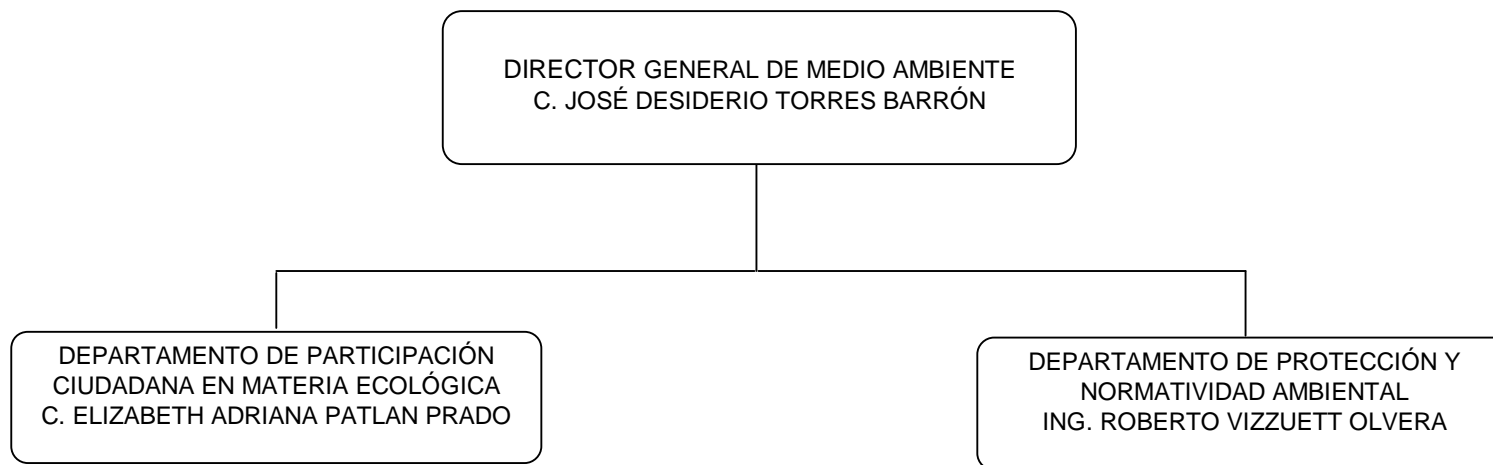 DIRECTOR GENERAL DE MEDIO AMBIENTE
C. JOSÉ DESIDERIO TORRES BARRÓN
DEPARTAMENTO DE PARTICIPACIÓN
CIUDADANA EN MATERIA ECOLÓGICA
C. ELIZABETH ADRIANA PATLAN PRADO
DEPARTAMENTO DE PROTECCIÓN Y
NORMATIVIDAD AMBIENTAL
ING. ROBERTO VIZZUETT OLVERA